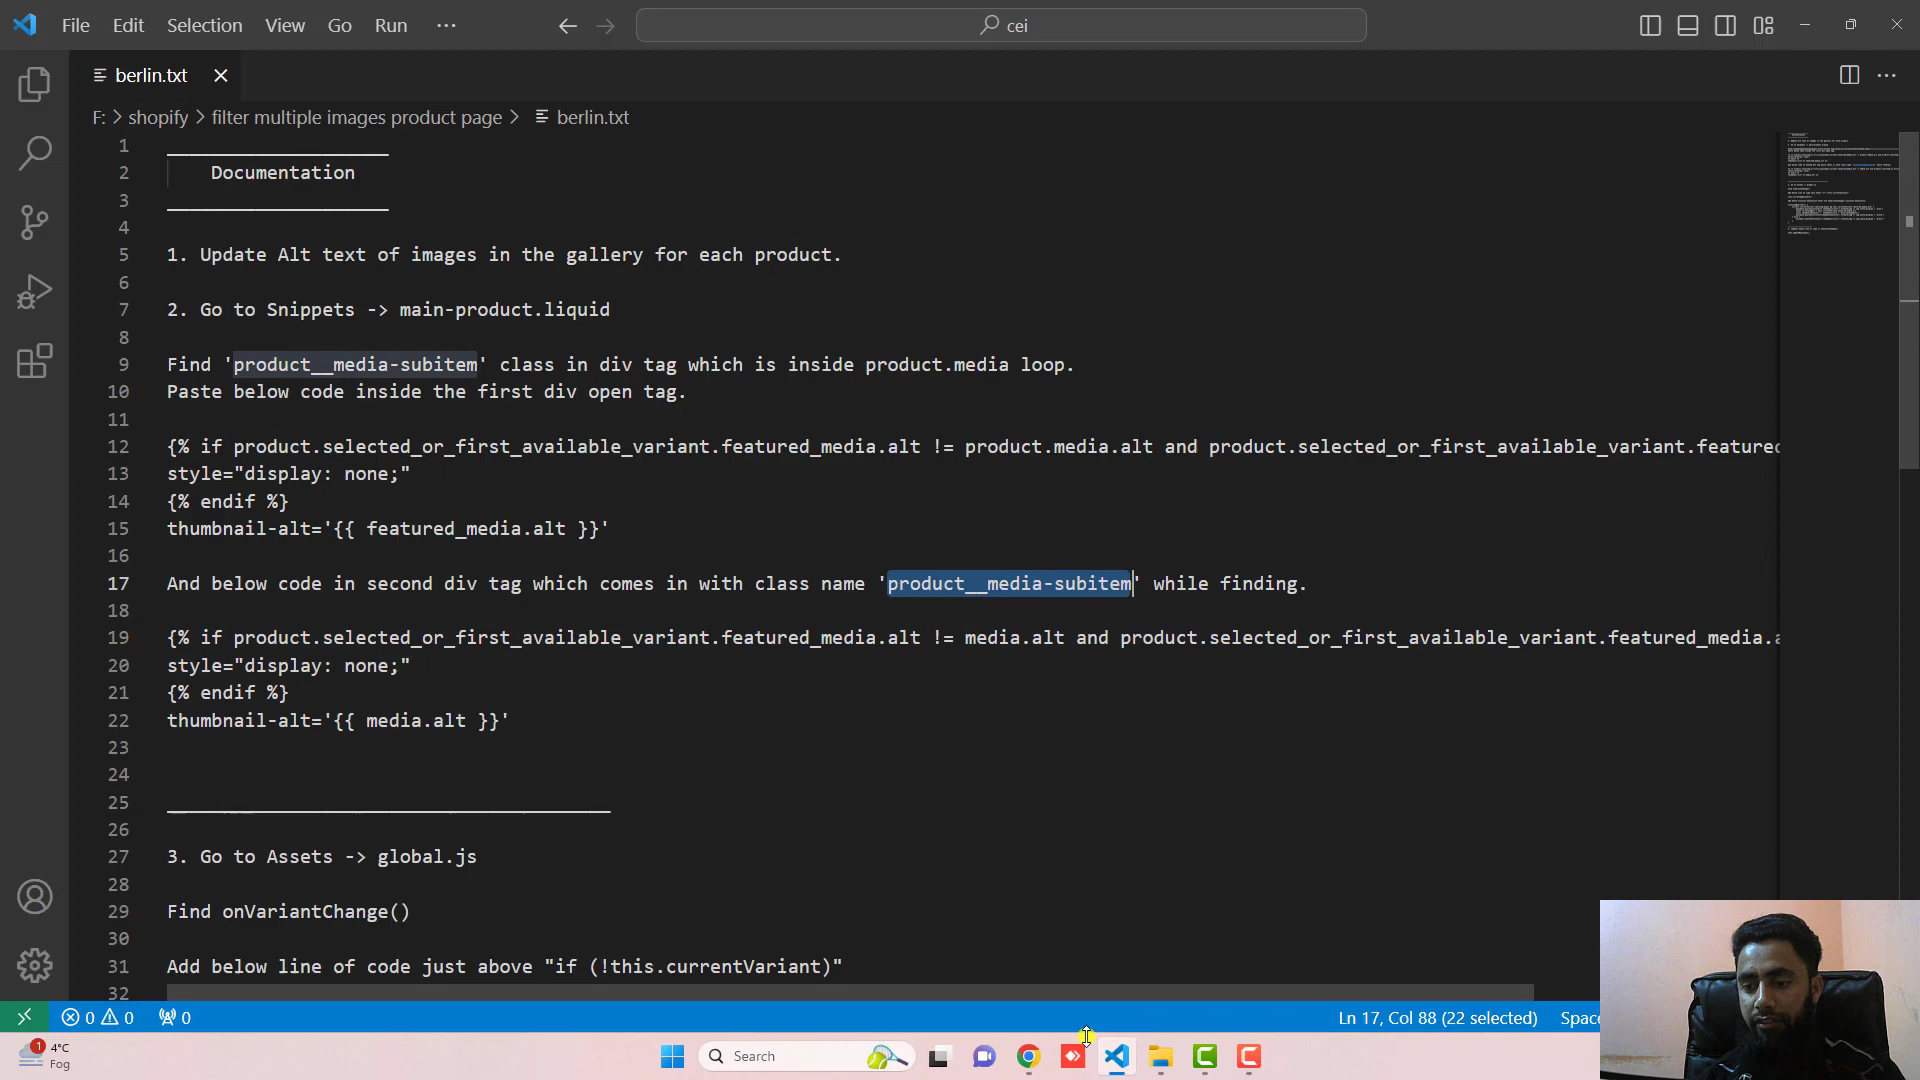 File Edit Selection View Go Run ···
cei
berlin.txt
F: > shopify > filter multiple images product page > berlin.txt
1
2 Documentation
3
4
5 1. Update Alt text of images in the gallery for each product.
6
7 2. Go to Snippets -> main-product.liquid
8
9 Find 'product__media-subitem' class in div tag which is inside product.media loop.
10 Paste below code inside the first div open tag.
11
12 {% if product.selected_or_first_available_variant.featured_media.alt != product.media.alt and product.selected_or_first_available_variant.featured
13 style="display: none;"
14 {% endif %}
15 thumbnail-alt='{{ featured_media.alt }}'
16
17 And below code in second div tag which comes in with class name 'product__media-subitem' while finding.
18
19 {% if product.selected_or_first_available_variant.featured_media.alt != media.alt and product.selected_or_first_available_variant.featured_media.a
20 style="display: none;"
21 {% endif %}
22 thumbnail-alt='{{ media.alt }}'
23
24
25
26
27 3. Go to Assets -> global.js
28
29 Find onVariantChange()
30
31 Add below line of code just above "if (!this.currentVariant)"
32
0 0 0
Ln 17, Col 88 (22 selected) Space
1 4°C
Fog
Search